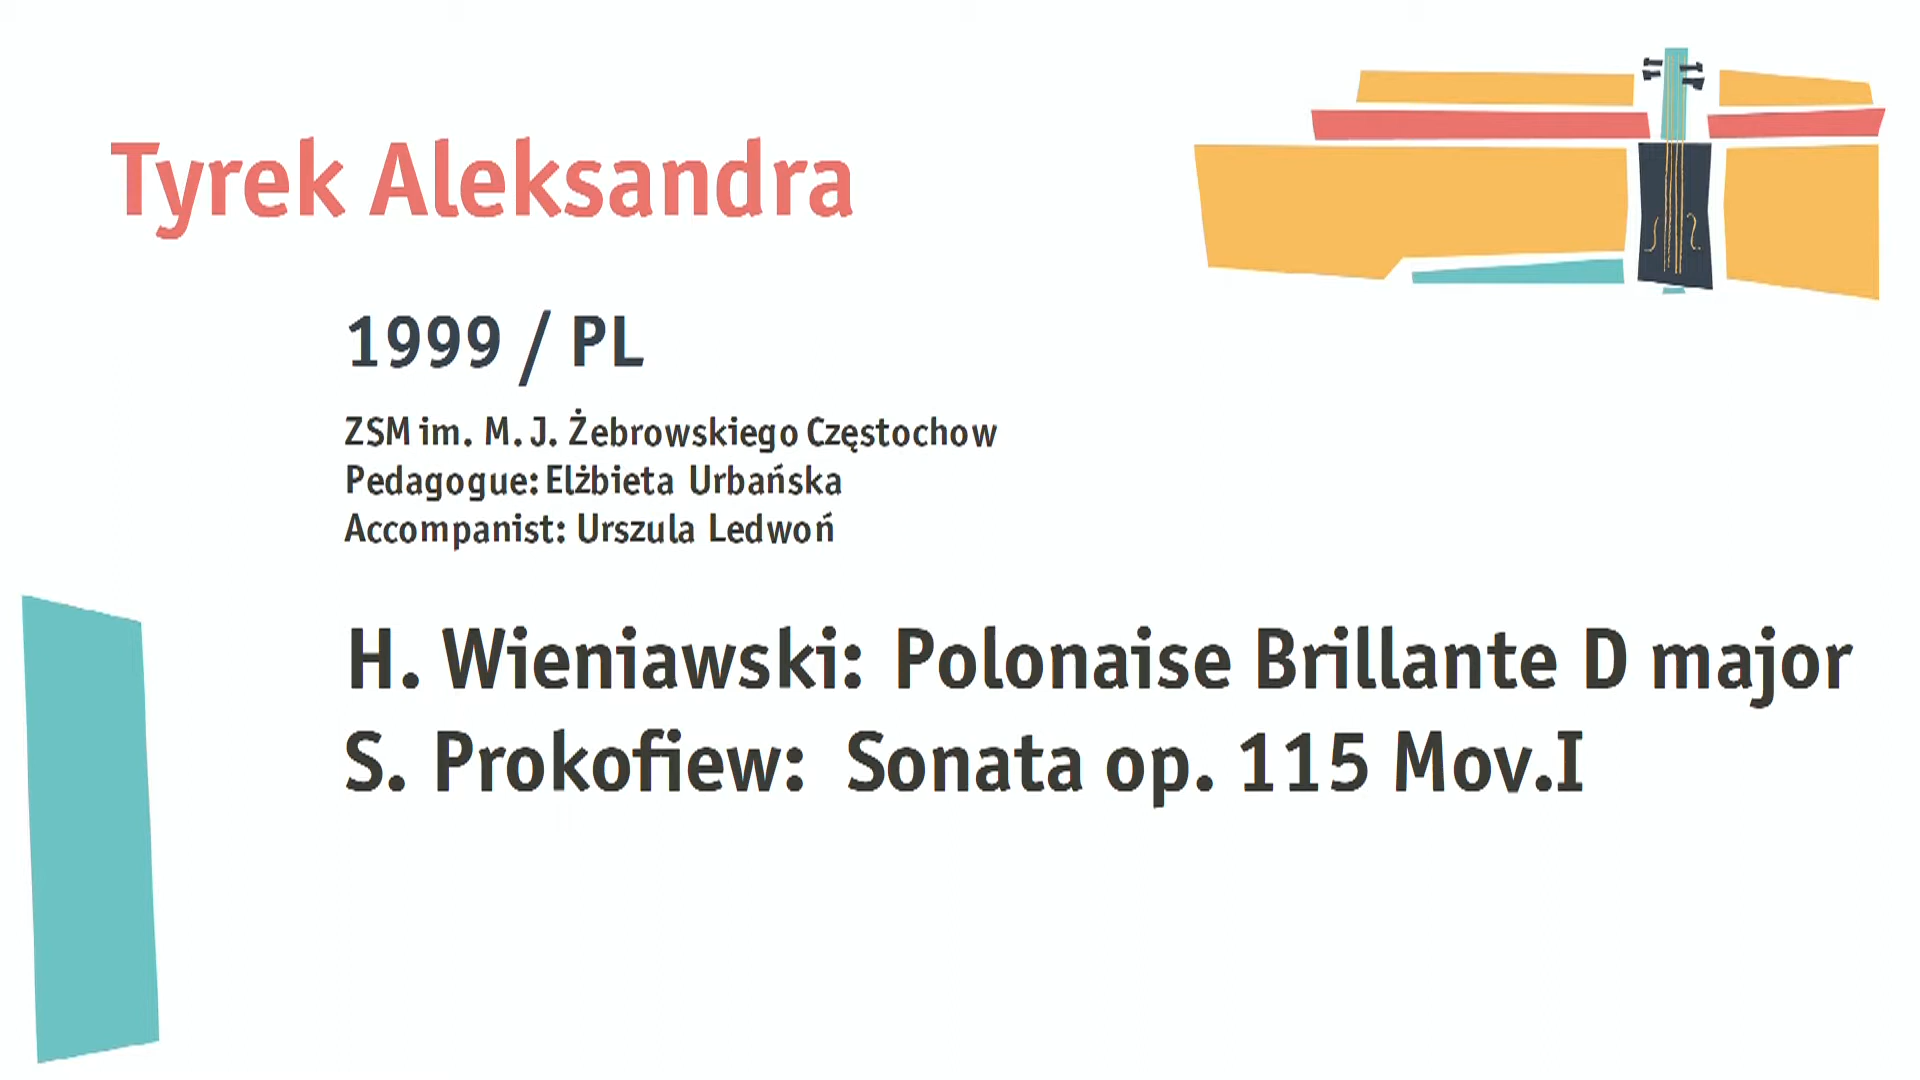 Tyrek Aleksandra
1999 / PL
ZSM im. M. J. Żebrowskiego Częstochow
Pedagogue: Elżbieta Urbańska
Accompanist: Urszula Ledwoń
H. Wieniawski: Polonaise Brillante D major
S. Prokofiew: Sonata op. 115 Mov.I